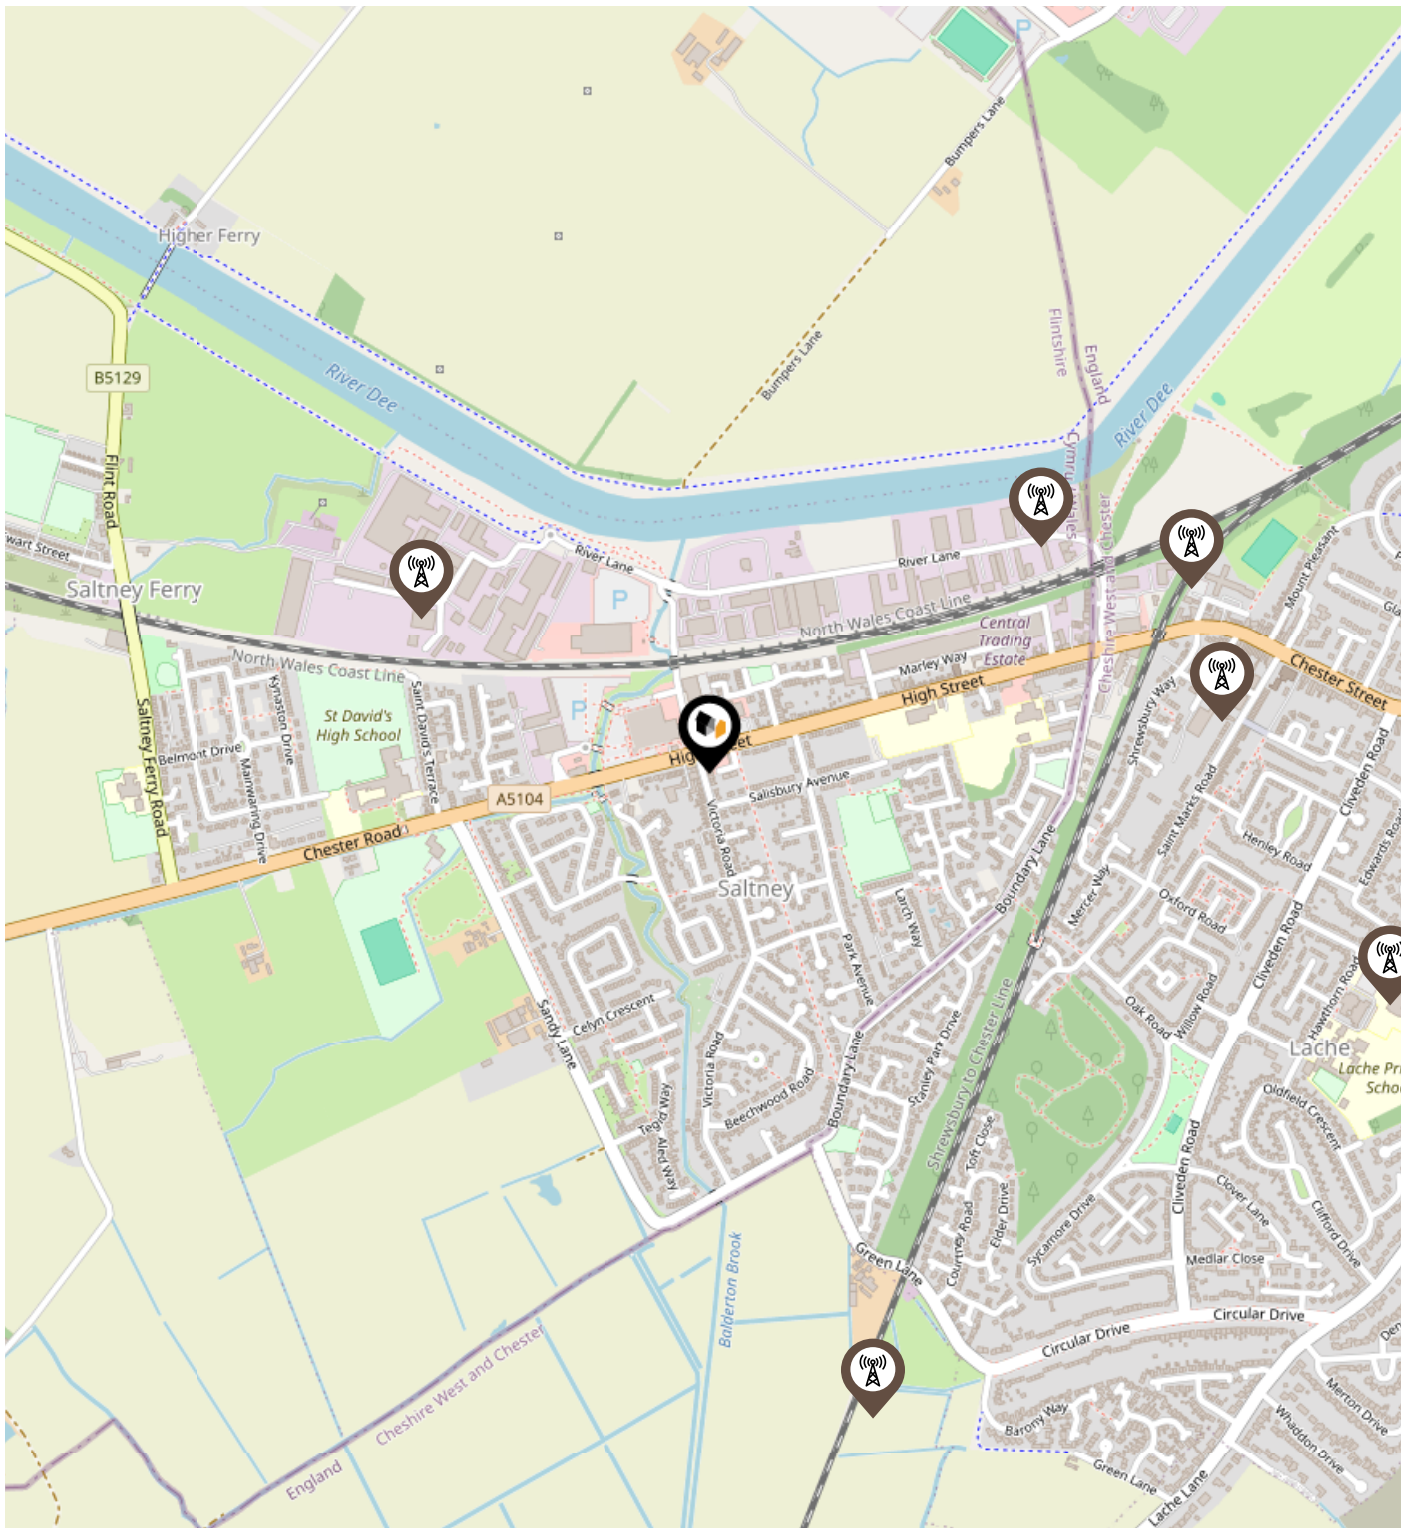 P
Bumpers Lane
Higher Ferry
Flintshire
England
Bumpers Lane
River Dee
B5129
River Dee
Flint Road
River Lane
River Lane
Saltney Ferry
P
North Wales Coast Line
Central
Trading
Estate
Mount Pleasant
Cheshire West and Chester
North Wales Coast Line
Marley Way
High Street
Chester Street
Kynaston Drive
Saint David's Terrace
St David's
High School
P
Shrewsbury Way
Saltney Ferry Road
Belmont Drive
Mainwaring Drive
Salisbury Avenue
Cliveden Road
A5104
Chester Road
Victoria Road
Saint Marks Road
Henley Road
Boundary Lane
Saltney
Larch Way
Mercer Way
Oxford Road
Cliveden Road
Park Avenue
Hawthorn Road
Willow Road
Oak Road
Sandy Lane
Celyn Crescent
Stanley Park Drive
Shrewsbury to Chester Line
Lache
Victoria Road
Boundary Lane
Beechwood Road
Oldfield Crescent
Tegid Way
Aled Way
Toft Close
Cliveden Road
Clover Lane
Clifford Drive
Elder Drive
Sycamore Drive
Courtney Road
Green Lane
Medlar Close
Balderton Brook
Circular Drive
Circular Drive
Cheshire West and Chester
Merton Drive
Barony Way
Whaddon Drive
England
Green Lane
Lache Lane